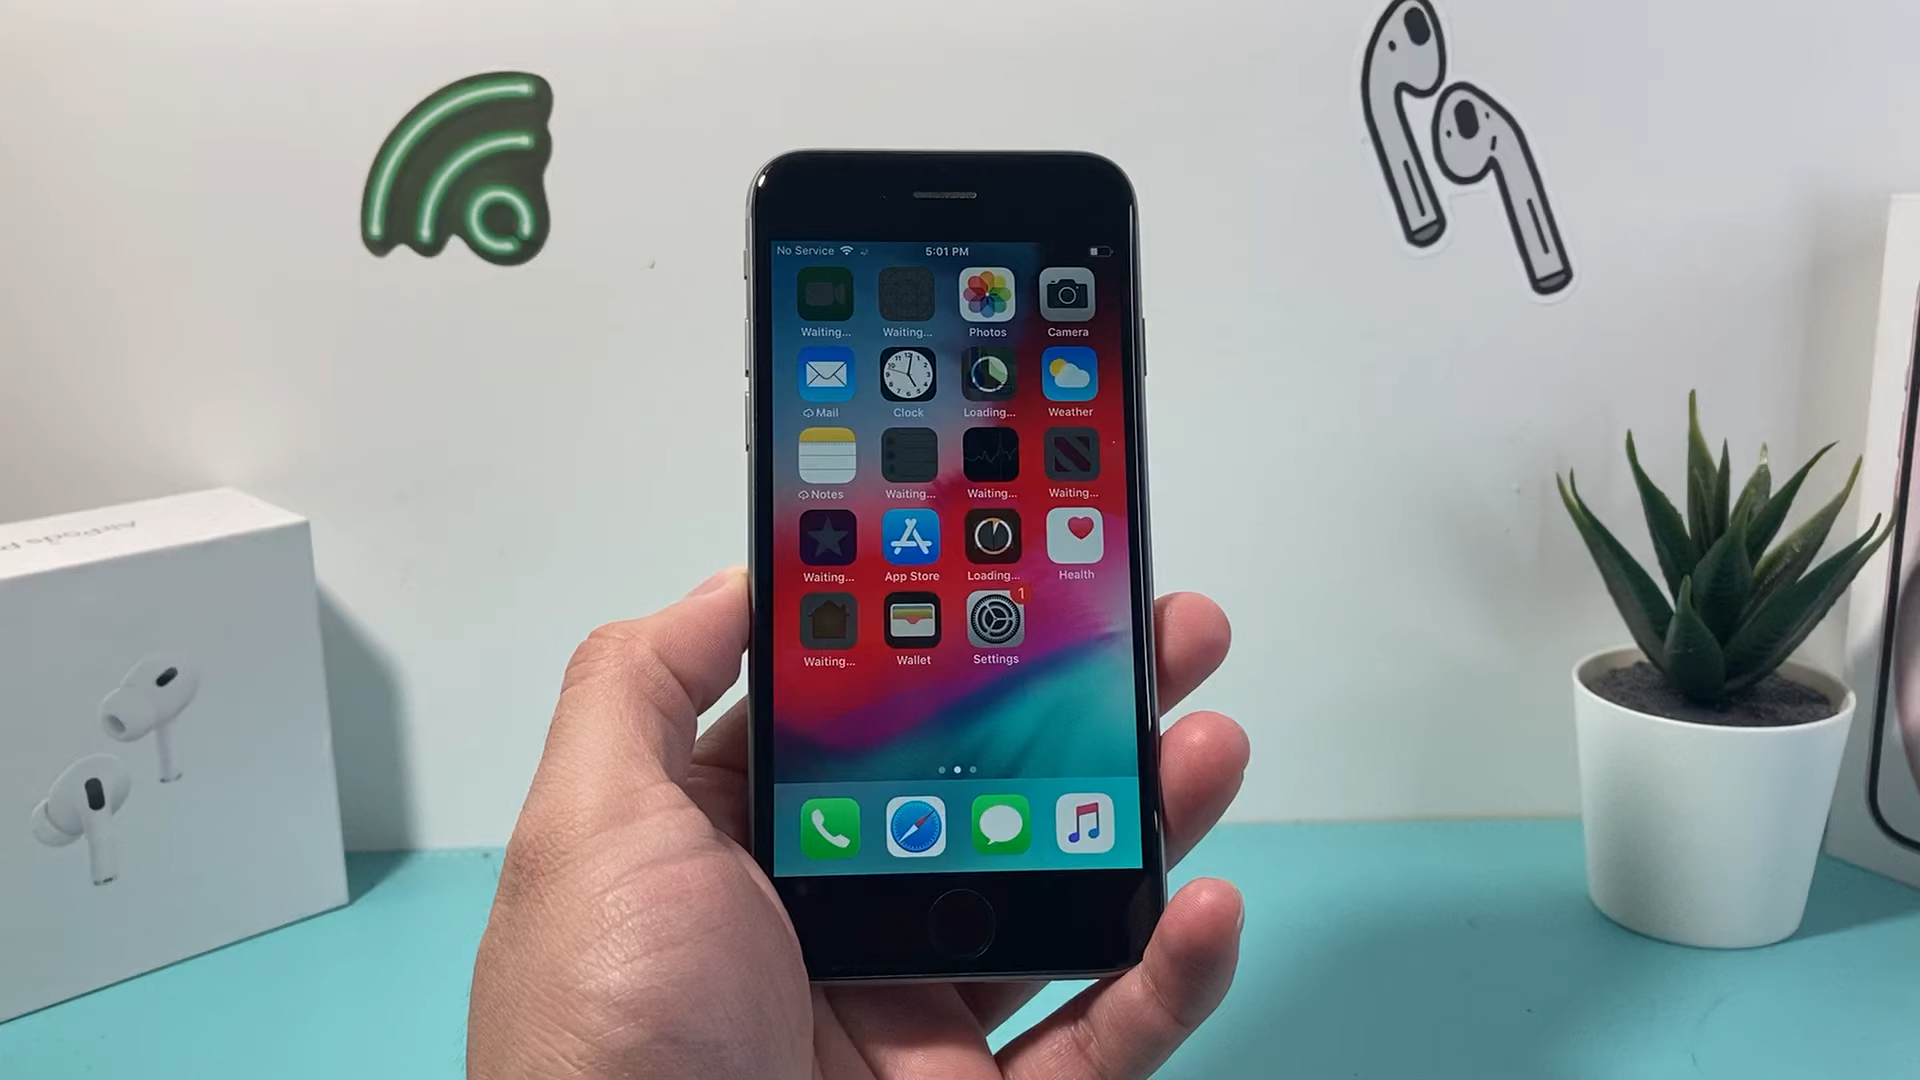 No Service 5:01 PM
Waiting... Waiting... Photos Camera
Mail Clock Loading... Weather
Notes Waiting... Waiting... Waiting...
Waiting... App Store Loading... Health
1
Waiting... Wallet Settings
AirPods P